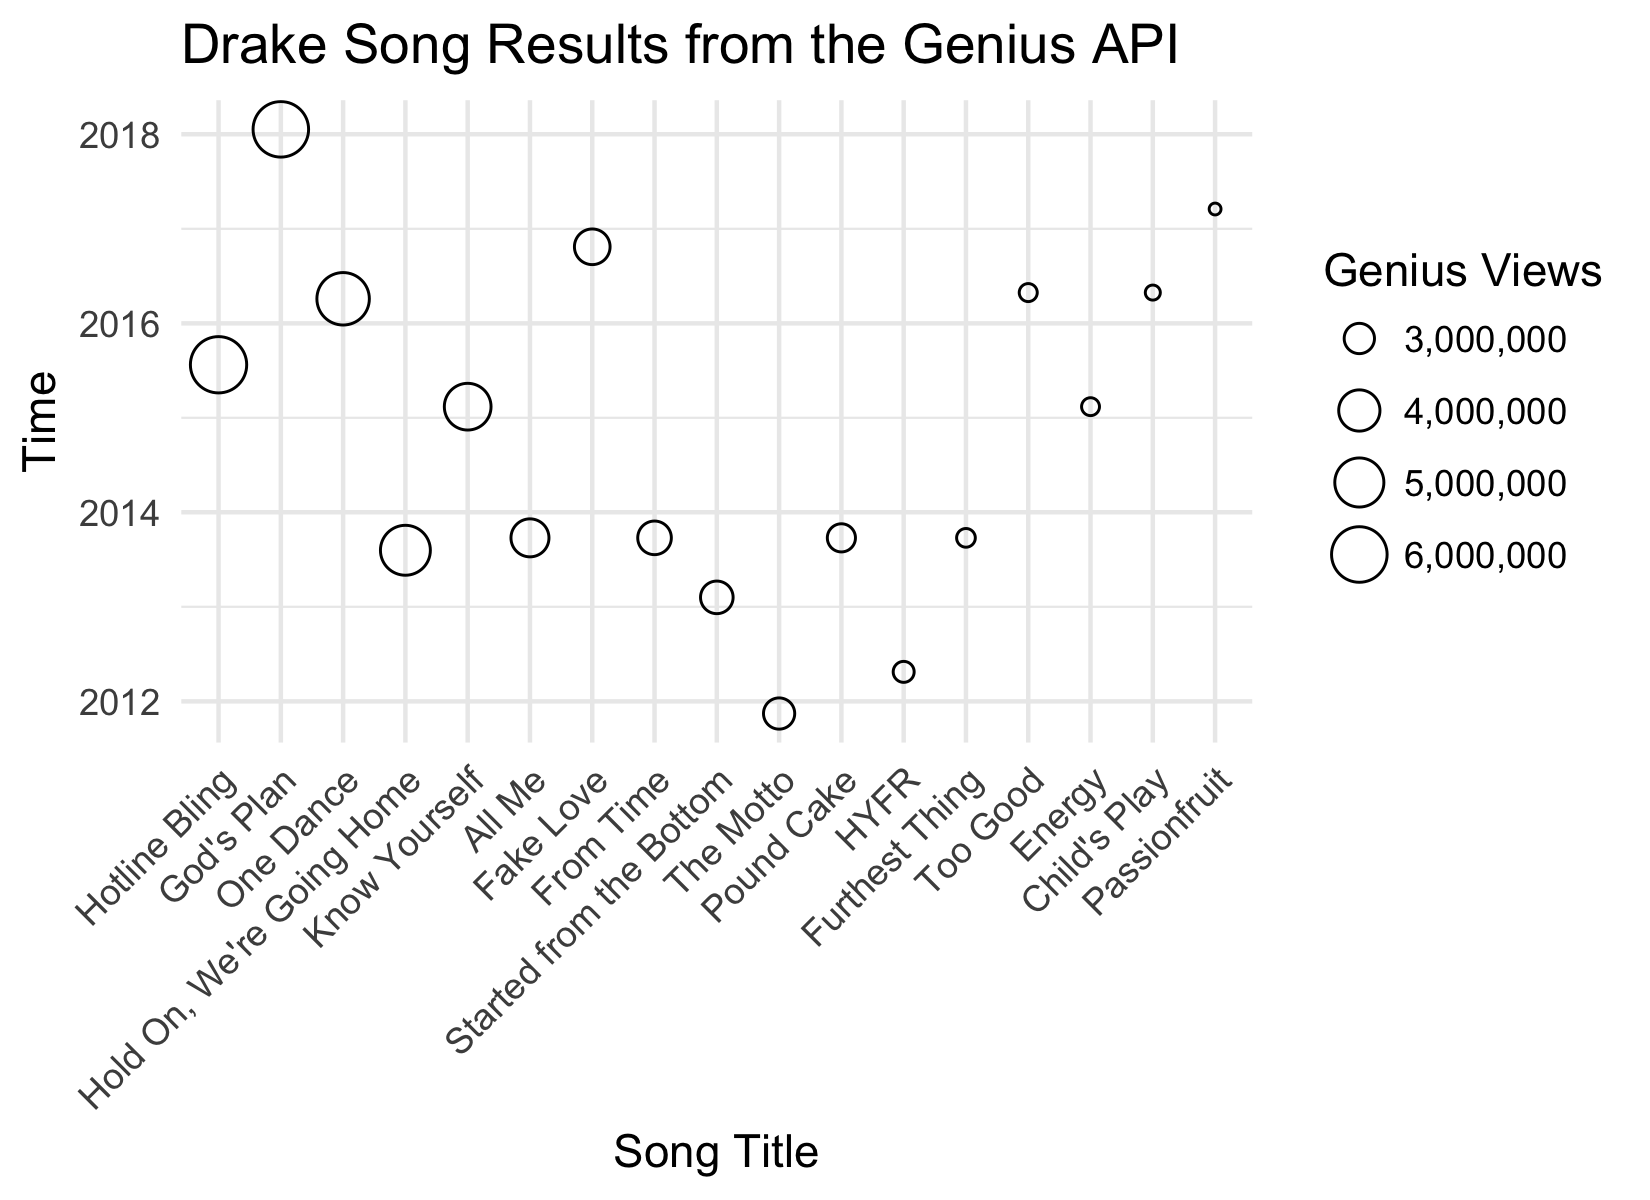 Drake Song Results from the Genius API
2018
2016
2014
2012
Time
Hotline Bling
God's Plan
One Dance
Hold On, We're Going Home
Know Yourself
All Me
Fake Love
From Time
Started from the Bottom
The Motto
Pound Cake
HYFR
Furthest Thing
Too Good
Energy
Child's Play
Passionfruit
Song Title
Genius Views
3,000,000
4,000,000
5,000,000
6,000,000